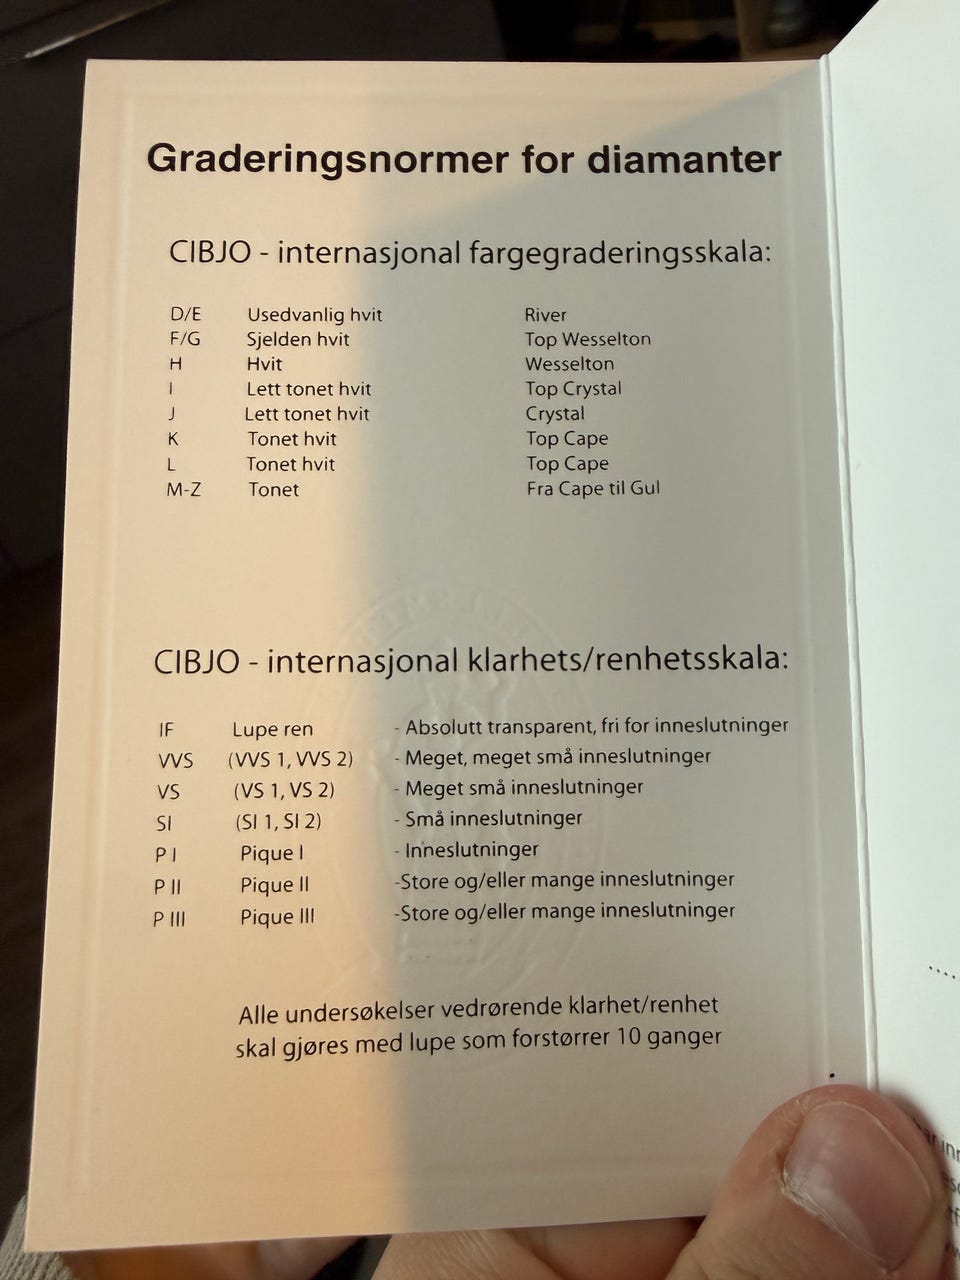 Graderingsnormer for diamanter
CIBJO - internasjonal fargegraderingsskala:
D/E Usedvanlig hvit River
F/G Sjelden hvit Top Wesselton
H Hvit Wesselton
I Lett tonet hvit Top Crystal
J Lett tonet hvit Crystal
K Tonet hvit Top Cape
L Tonet hvit Top Cape
M-Z Tonet Fra Cape til Gul
CIBJO - internasjonal klarhets/renhetsskala:
IF Lupe ren - Absolutt transparent, fri for inneslutninger
VVS (VVS 1, VVS 2) - Meget, meget små inneslutninger
VS (VS 1, VS 2) - Meget små inneslutninger
SI (SI 1, SI 2) - Små inneslutninger
P I Pique I - Inneslutninger
P II Pique II -Store og/eller mange inneslutninger
P III Pique III -Store og/eller mange inneslutninger
Alle undersøkelser vedrørende klarhet/renhet
skal gjøres med lupe som forstørrer 10 ganger